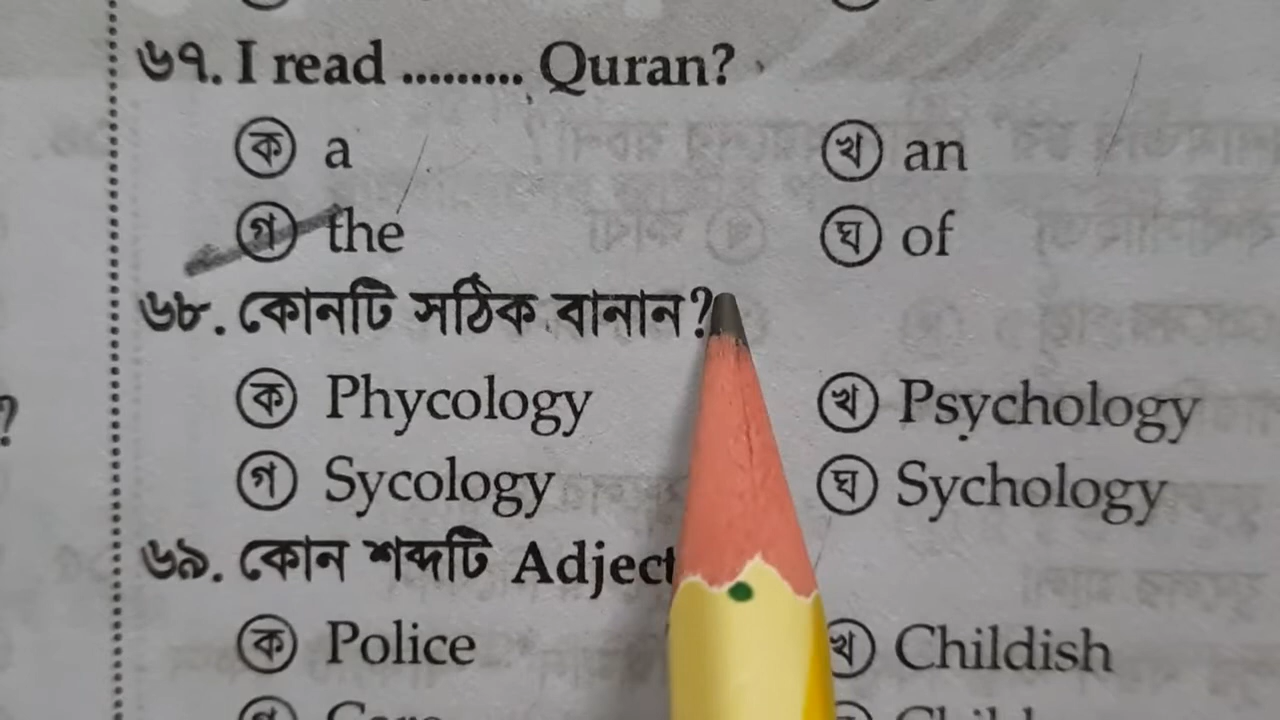 ৬৭. I read ......... Quran?
ক a খ an
গ the ঘ of
৬৮. কোনটি সঠিক বানান?
ক Phycology খ Psychology
গ Sycology ঘ Sychology
৬৯. কোন শব্দটি Adject
ক Police খ Childish
?